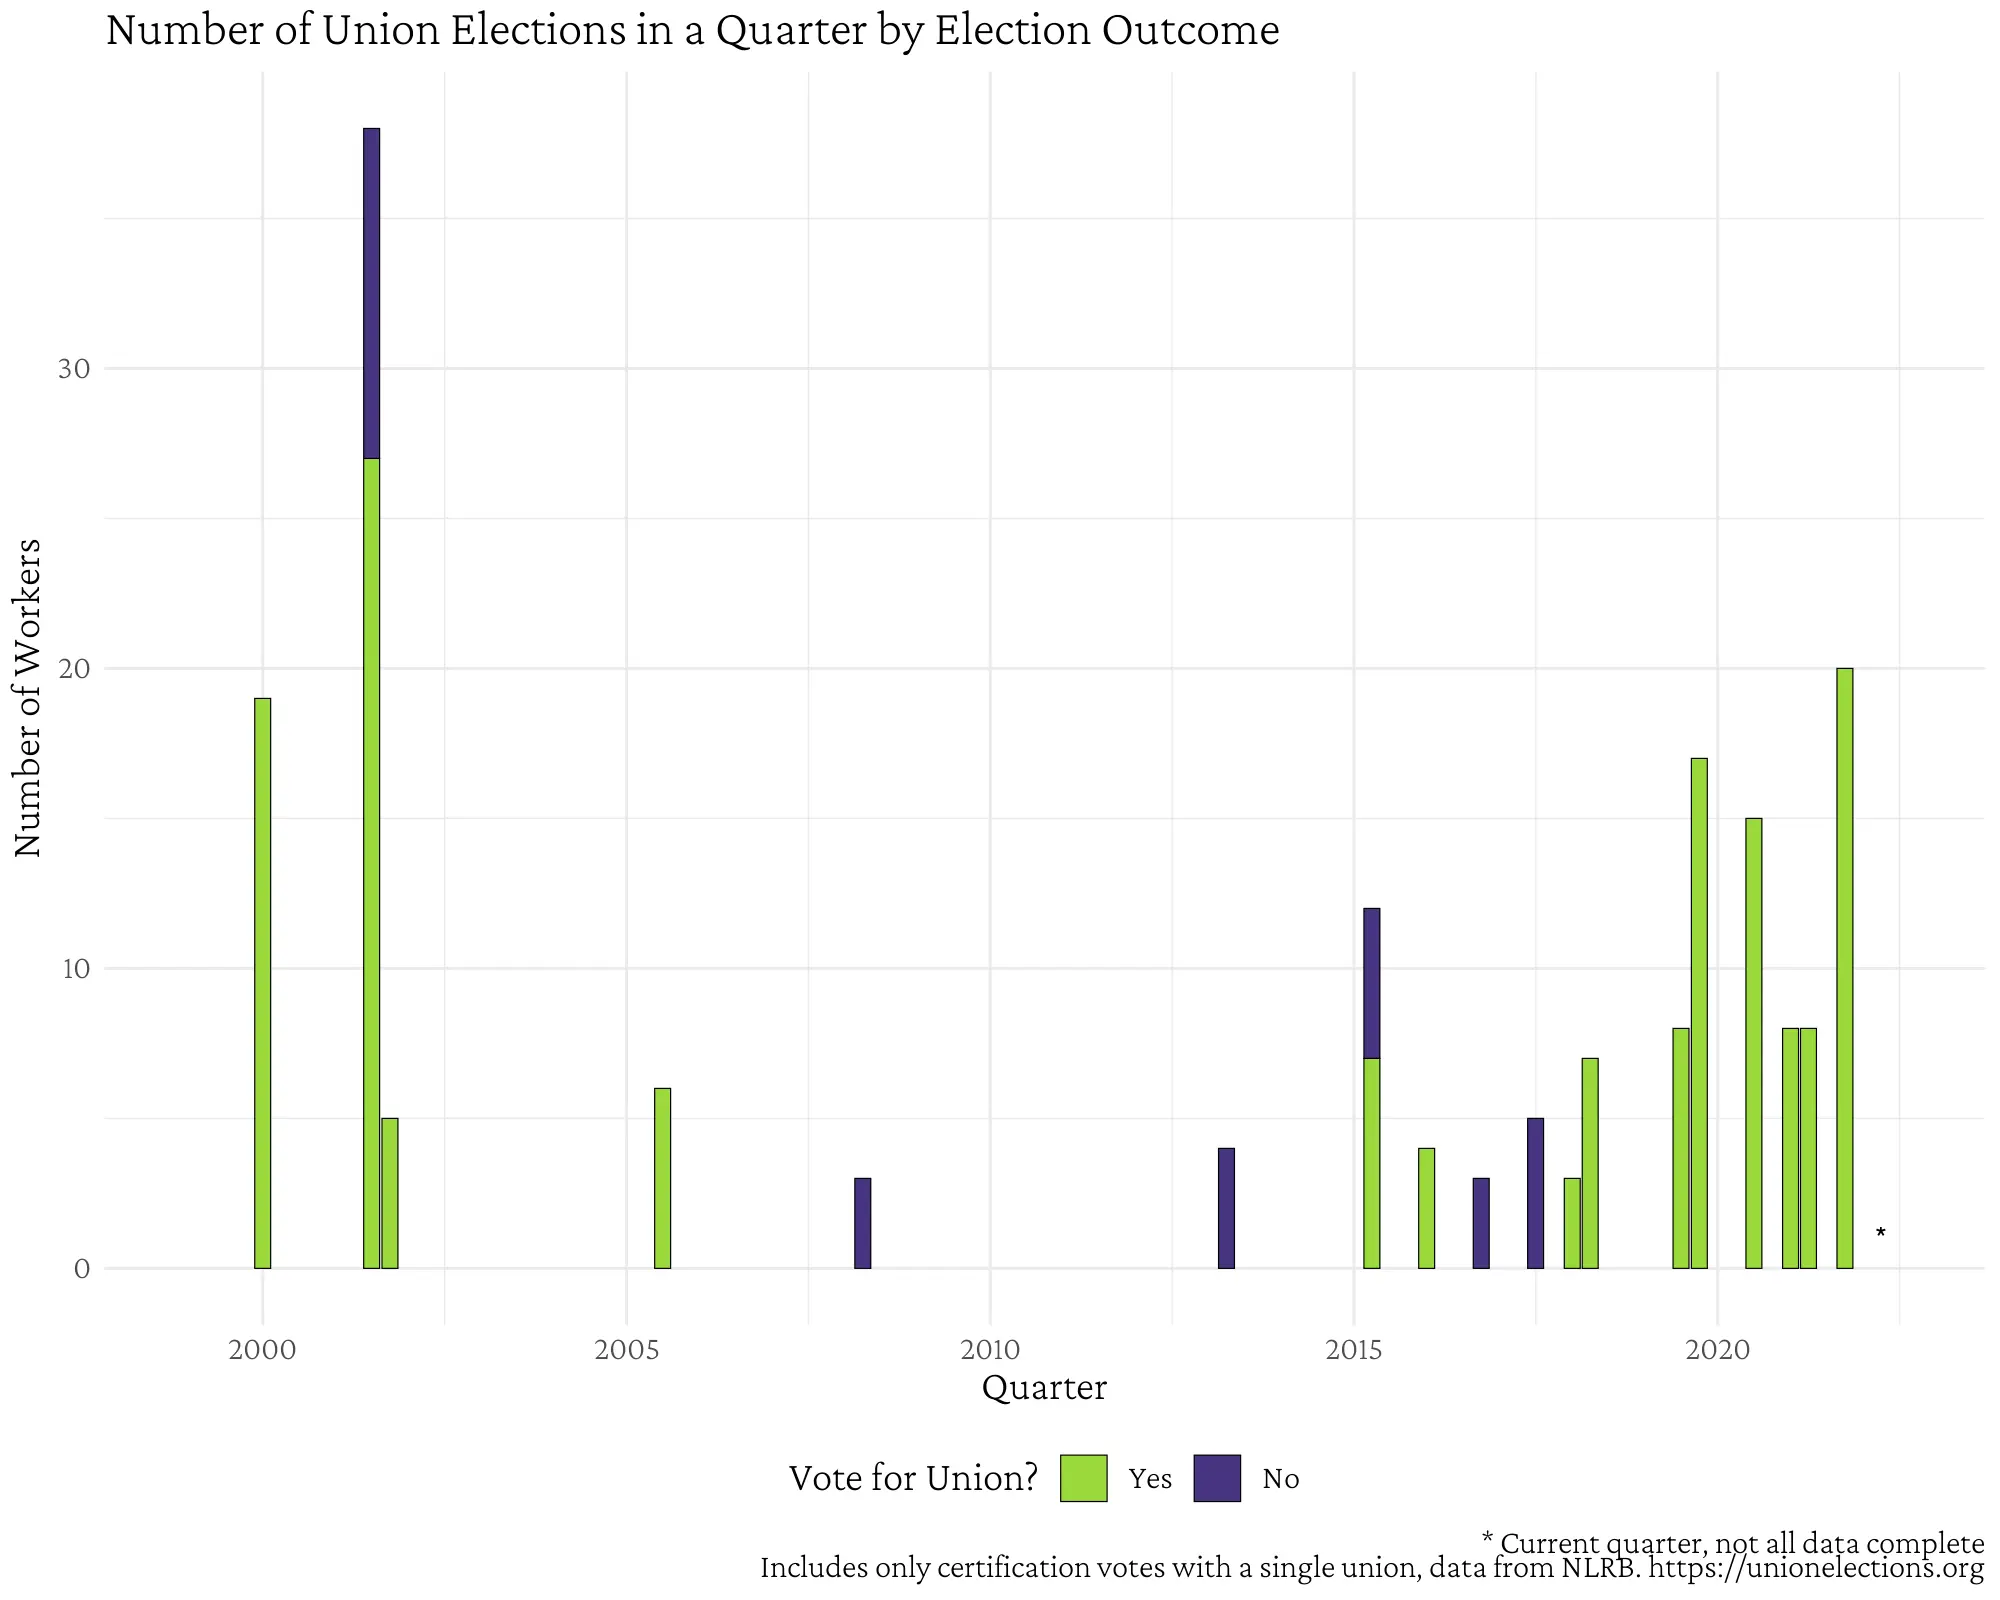 Number of Union Elections in a Quarter by Election Outcome
Number of Workers
30
20
10
0
*
2000 2005 2010 2015 2020
Quarter
Vote for Union? Yes No
* Current quarter, not all data complete
Includes only certification votes with a single union, data from NLRB. https://unionelections.org